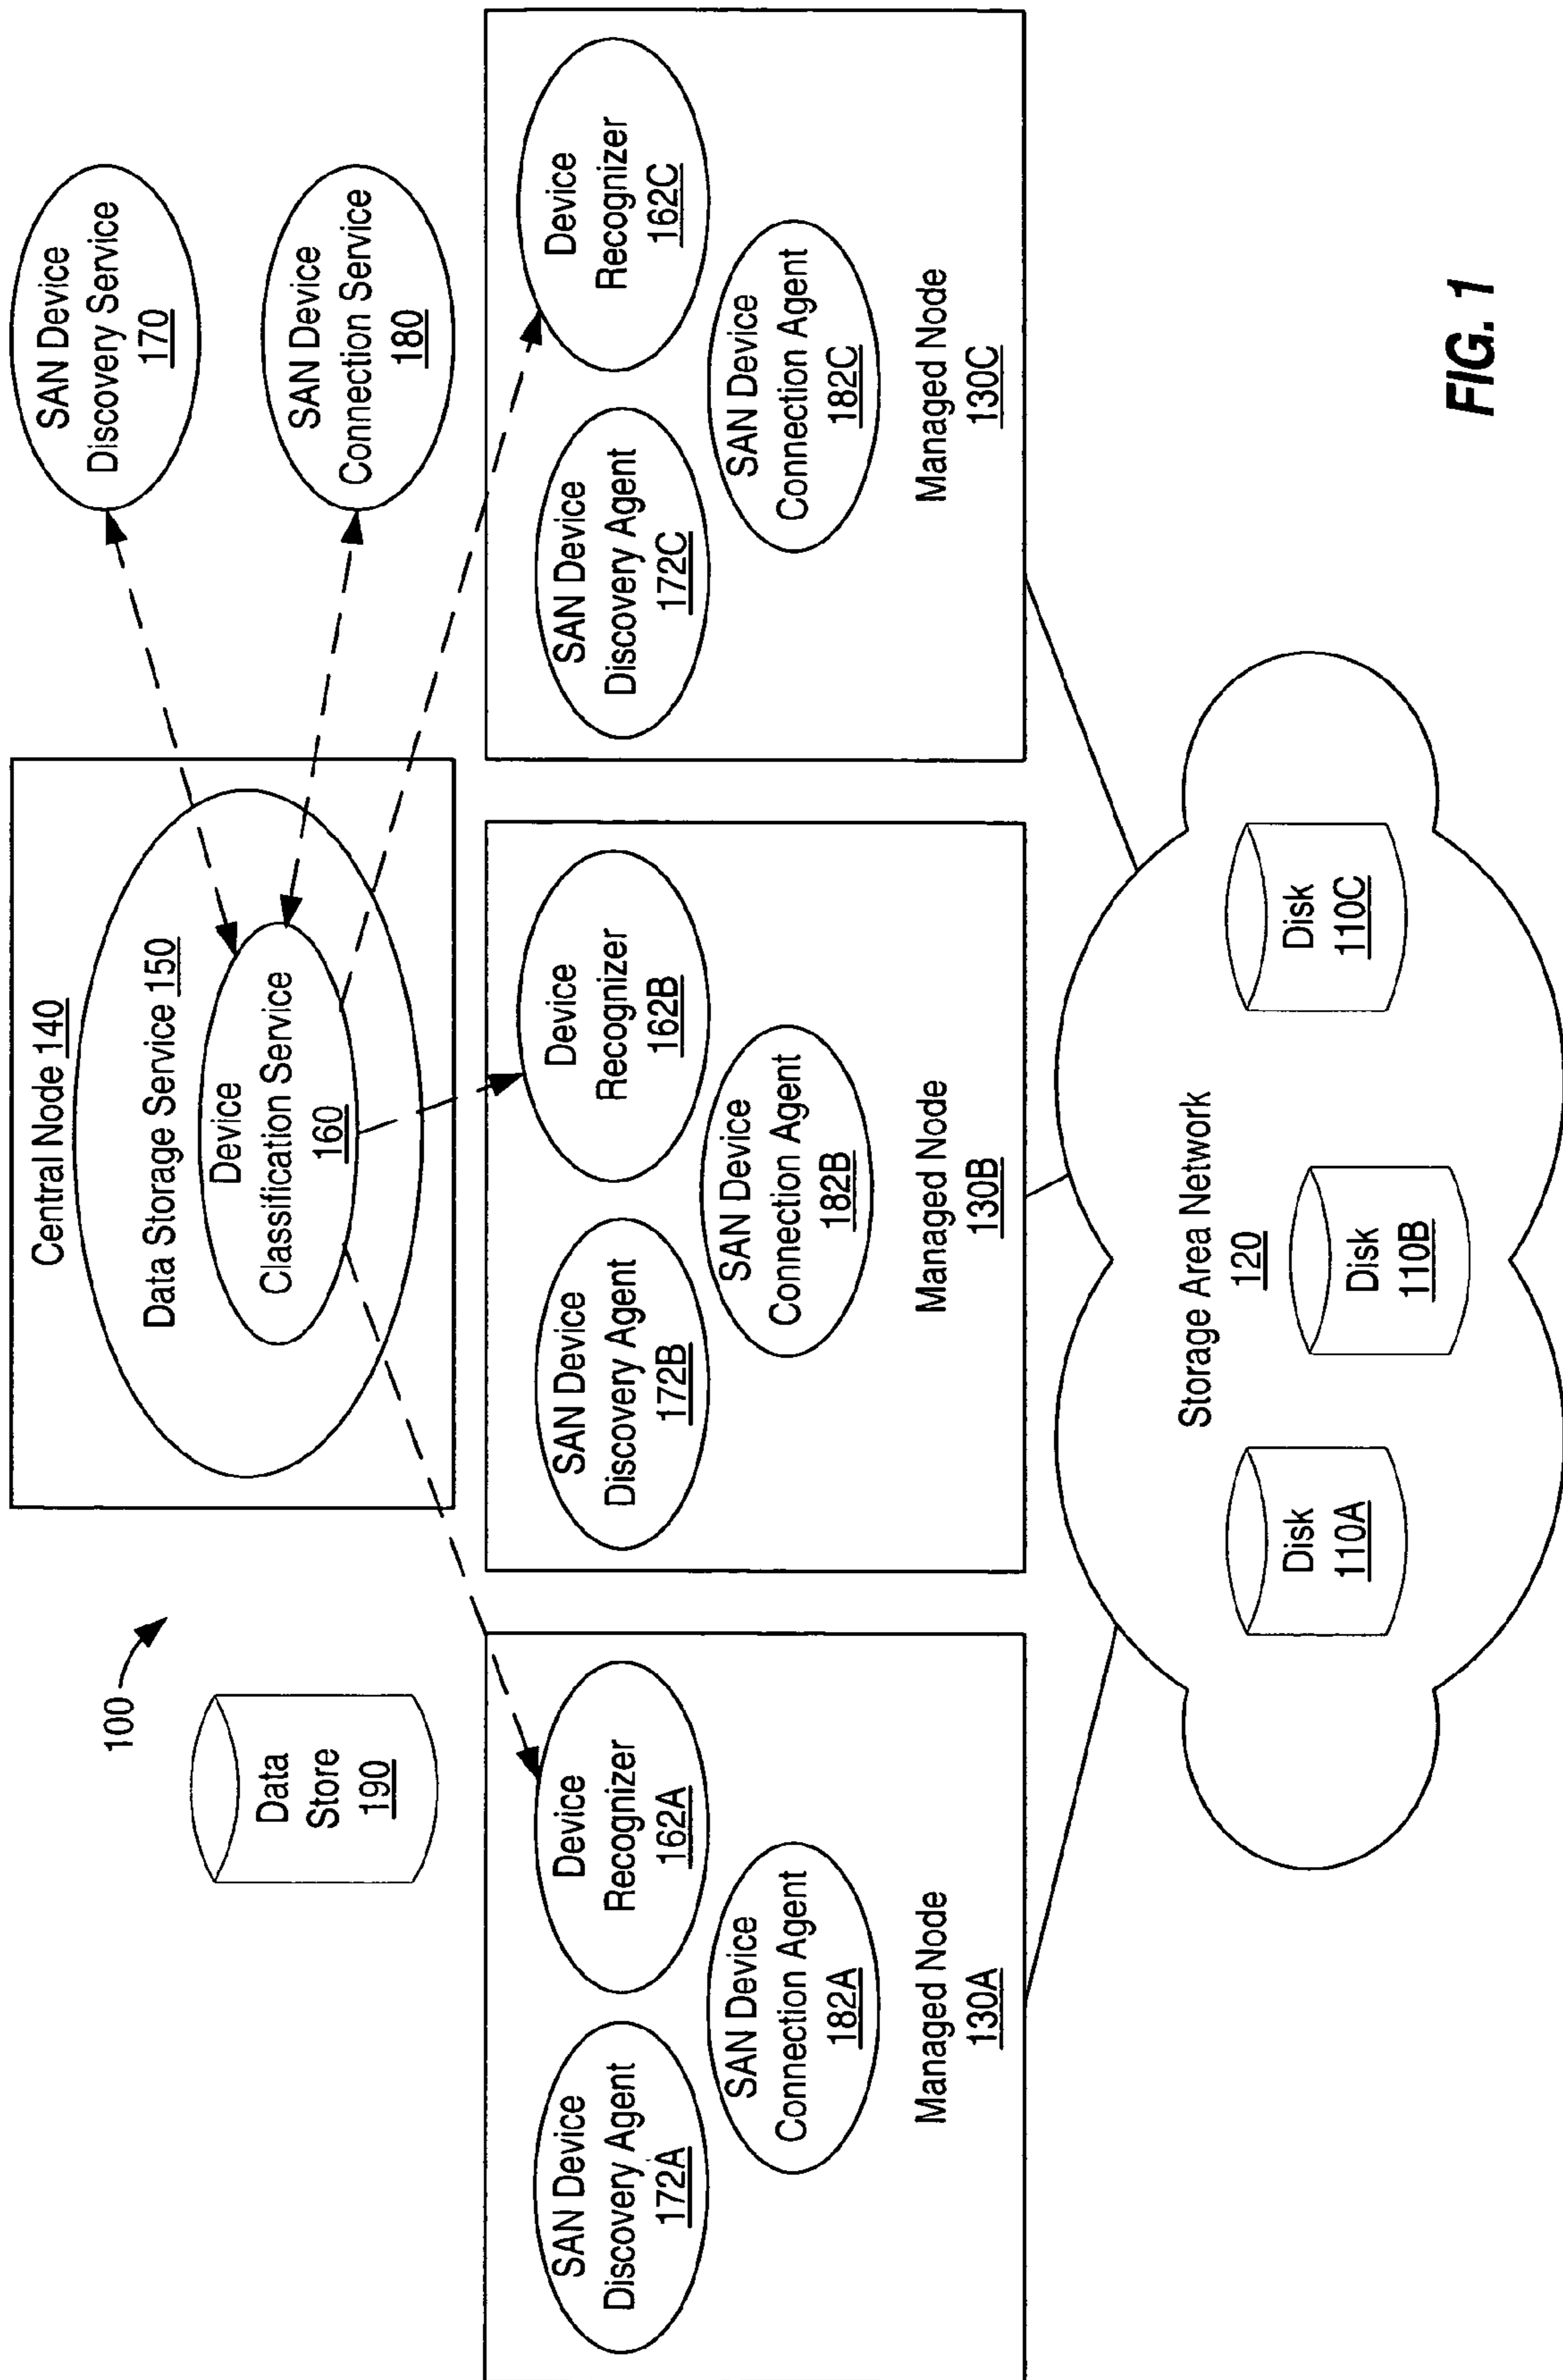 100
Data
Store
190
Central Node 140
Data Storage Service 150
Device
Classification Service
160
SAN Device
Discovery Service
170
SAN Device
Connection Service
180
SAN Device
Discovery Agent
172A
Device
Recognizer
162A
SAN Device
Connection Agent
182A
Managed Node
130A
SAN Device
Discovery Agent
172B
Device
Recognizer
162B
SAN Device
Connection Agent
182B
Managed Node
130B
SAN Device
Discovery Agent
172C
Device
Recognizer
162C
SAN Device
Connection Agent
182C
Managed Node
130C
Storage Area Network
120
Disk
110A
Disk
110B
Disk
110C
FIG. 1